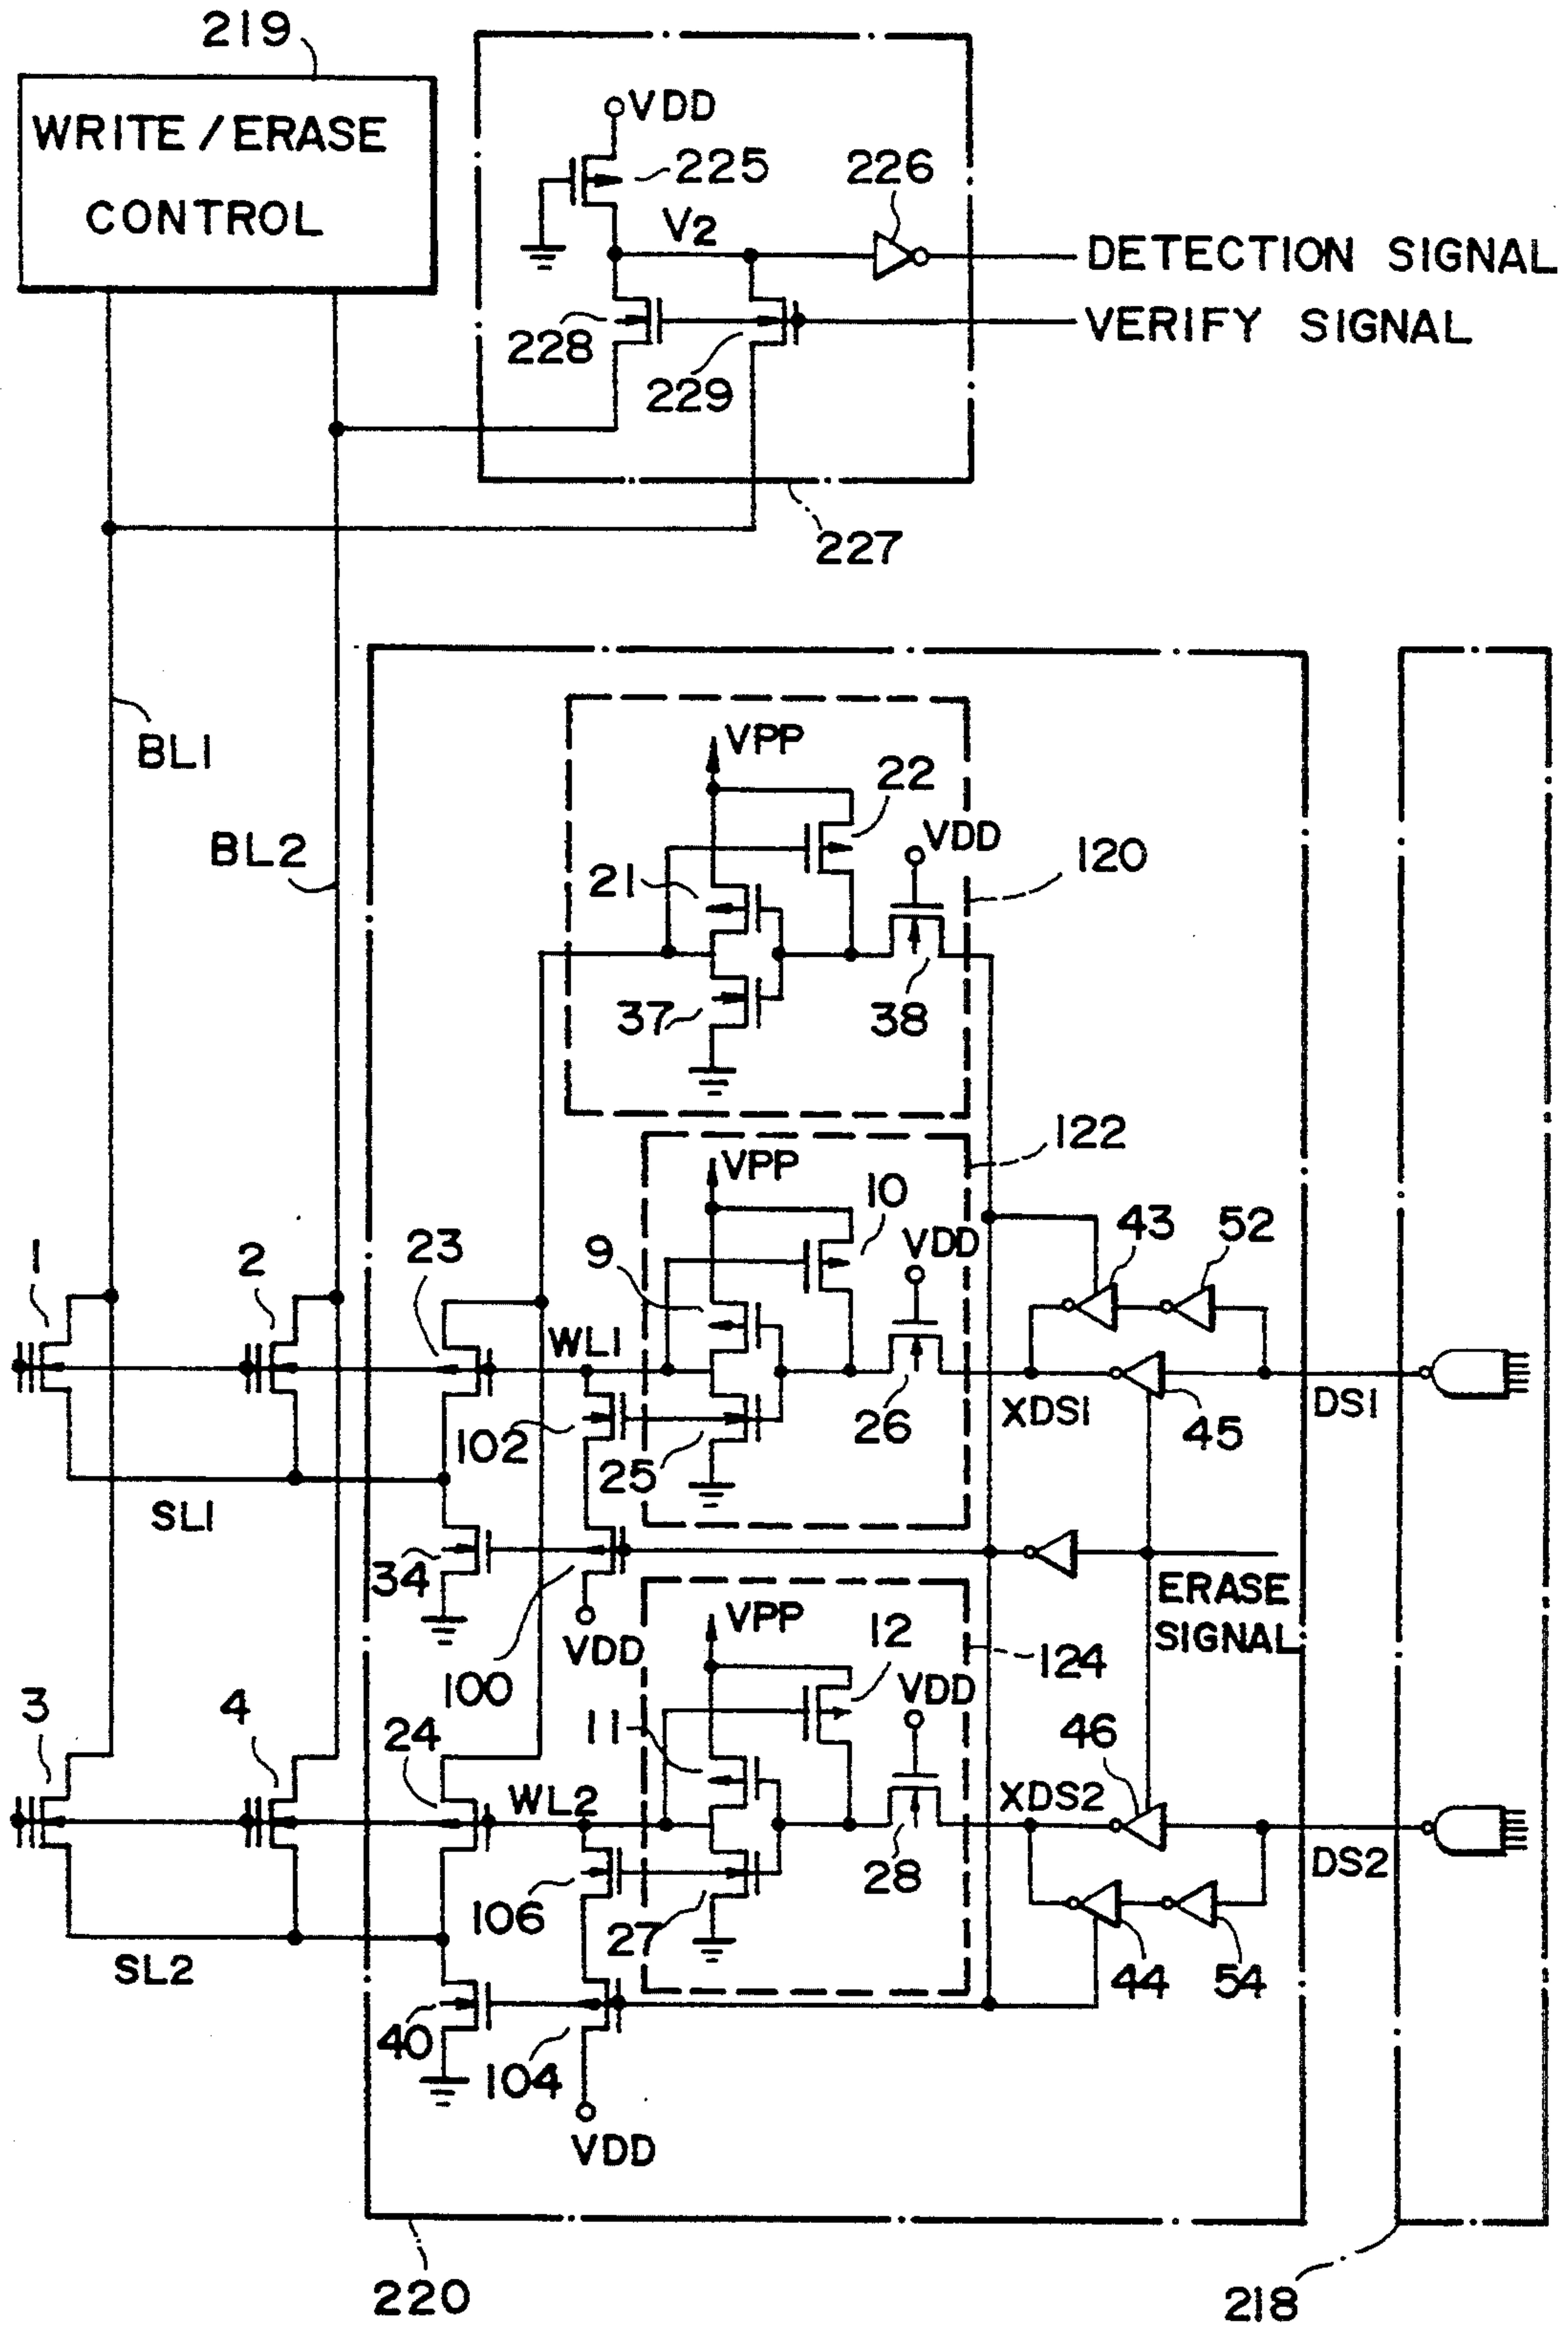 219
WRITE/ERASE
CONTROL
VDD
225
226
V2
DETECTION SIGNAL
VERIFY SIGNAL
228
229
227
BL1
BL2
VPP
22
VDD
120
21
37
38
122
VPP
10
VDD
43
52
1
2
23
9
WL1
102
25
26
XDS1
45
DS1
SL1
34
100
VDD
ERASE
SIGNAL
VPP
12
VDD
124
3
4
24
11
46
WL2
XDS2
106
27
28
DS2
SL2
44
54
40
104
VDD
220
218